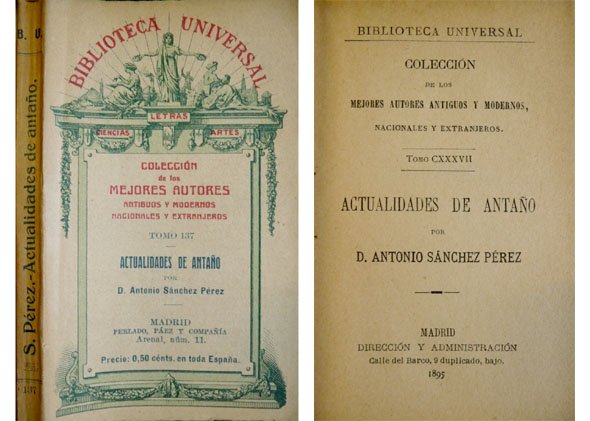 B. U.
S. Pérez.-Actualidades de antaño.
137
BIBLIOTECA UNIVERSAL
LETRAS
CIENCIAS
ARTES
COLECCIÓN
de los
MEJORES AUTORES
ANTIGUOS Y MODERNOS
NACIONALES Y EXTRANJEROS
TOMO 137
ACTUALIDADES DE ANTAÑO
POR
D. Antonio Sánchez Pérez
MADRID
PERLADO, PÁEZ Y COMPAÑÍA
Arenal, núm. 11.
Precio: 0,50 cénts. en toda España.
BIBLIOTECA UNIVERSAL
COLECCIÓN
DE LOS
MEJORES AUTORES ANTIGUOS Y MODERNOS,
NACIONALES Y EXTRANJEROS.
TOMO CXXXVII
ACTUALIDADES DE ANTAÑO
POR
D. ANTONIO SÁNCHEZ PÉREZ
MADRID
DIRECCIÓN Y ADMINISTRACIÓN
Calle del Barco, 9 duplicado, bajo.
1895